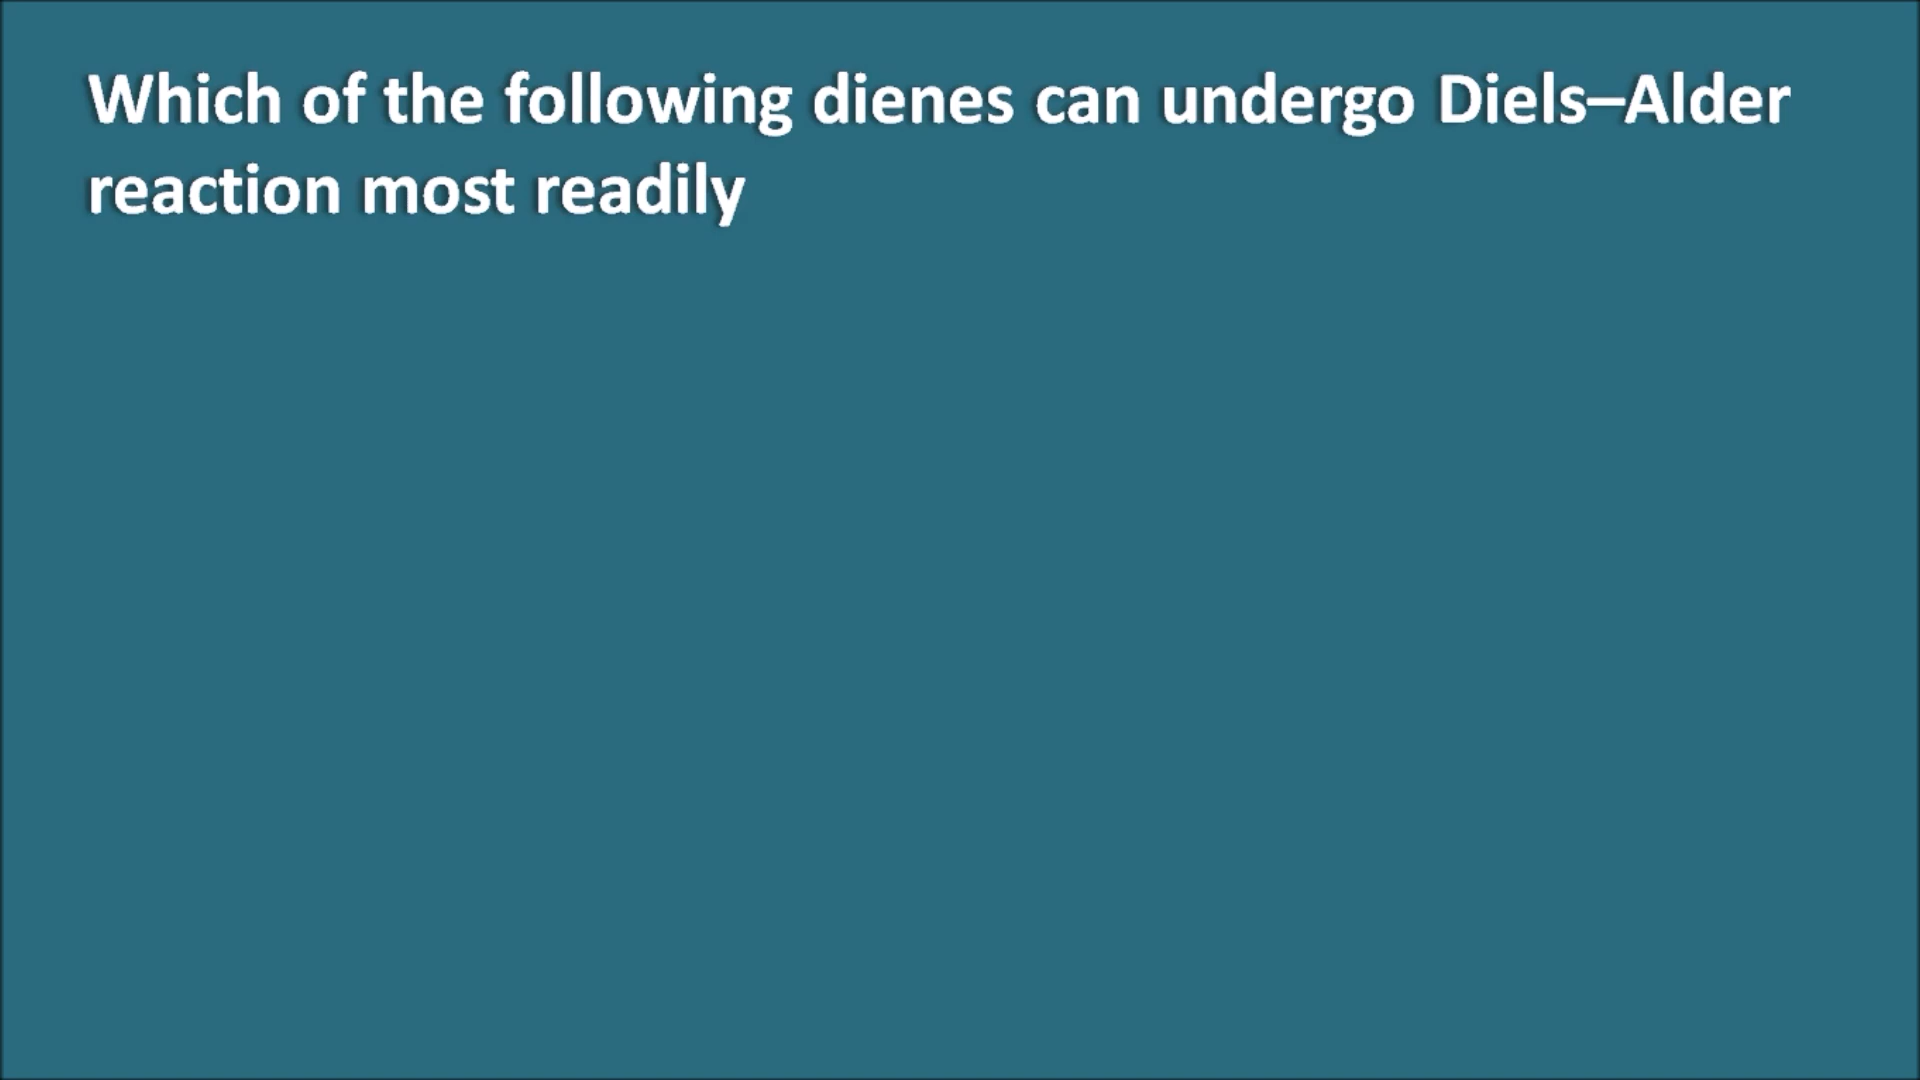 Which of the following dienes can undergo Diels–Alder
reaction most readily